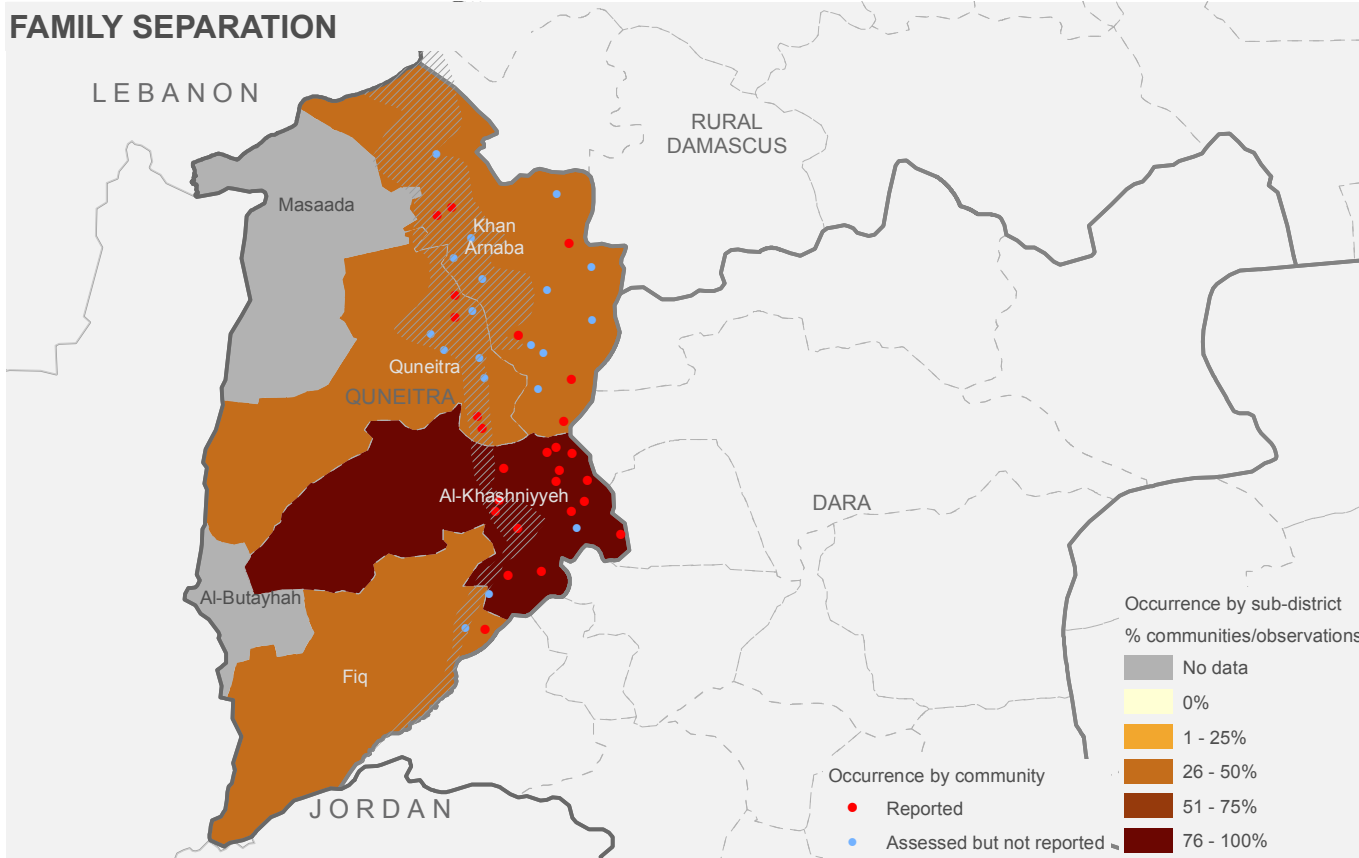 FAMILY SEPARATION
LEBANON
RURAL
DAMASCUS
Masaada
Khan
Arnaba
Quneitra
QUNEITRA
Al-Khashniyyeh
DARA
Al-Butayhah
Fiq
JORDAN
Occurrence by community
Reported
Assessed but not reported
Occurrence by sub-district
% communities/observations
No data
0%
1 - 25%
26 - 50%
51 - 75%
76 - 100%